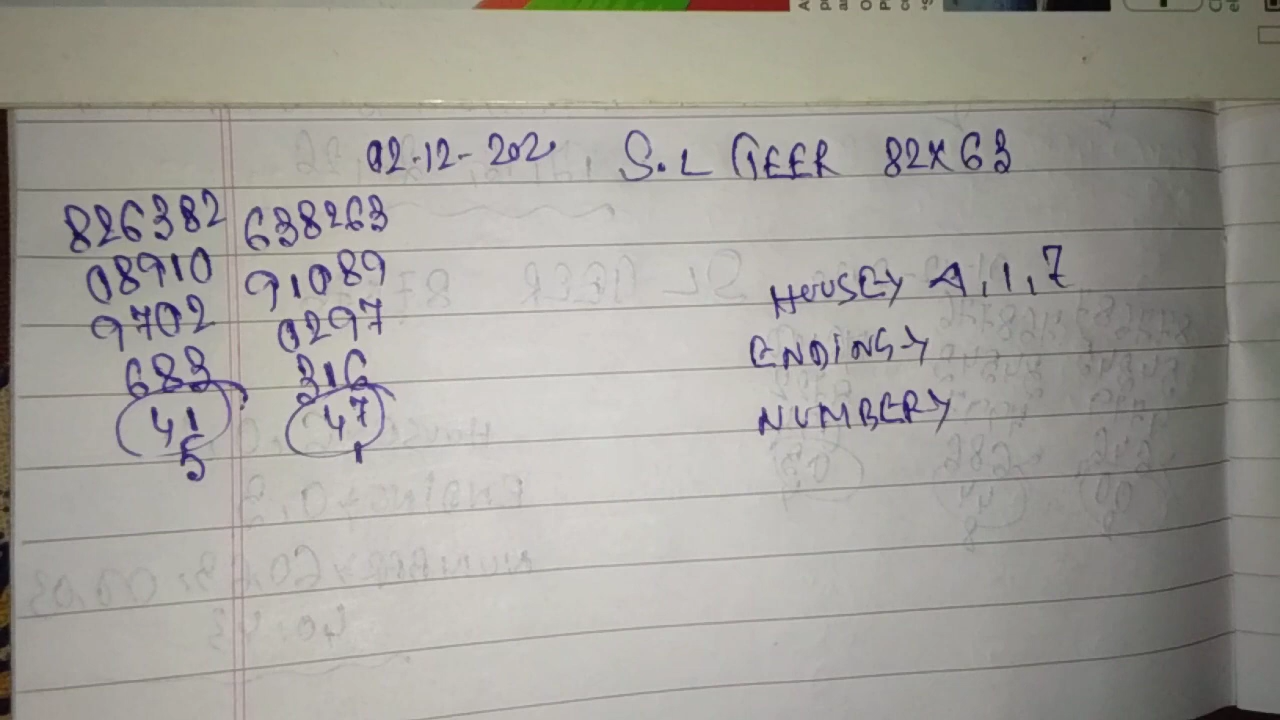 02-12-202 S.L TEER 82X63
826382 638263
08910 91089
9702 0297
683 316
41 47
5 1
HOUSE→ 4,1,7
ENDING→
NUMBER→